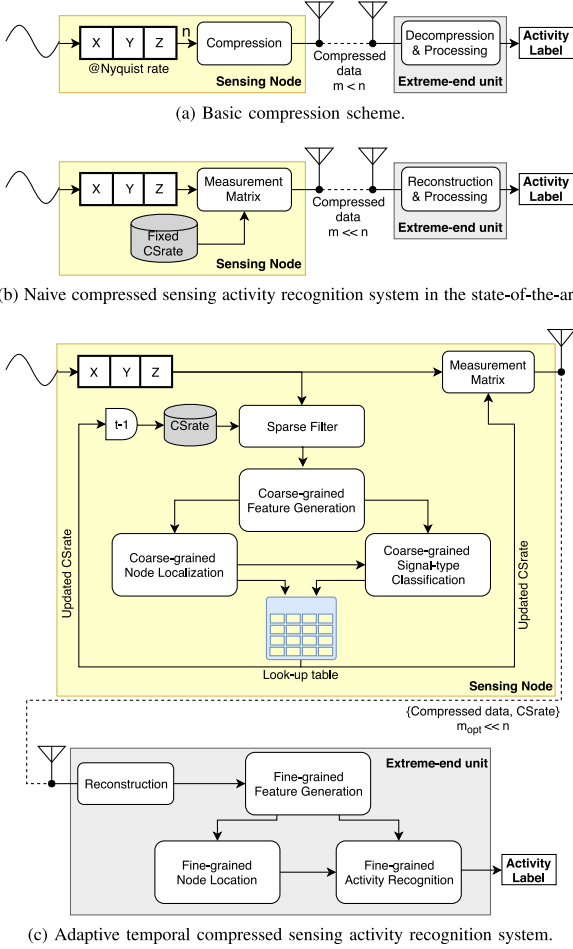 X Y Z n Compression Decompression & Processing Activity Label
@Nyquist rate
Sensing Node
Compressed data
m < n
Extreme-end unit
(a) Basic compression scheme.
X Y Z Measurement Matrix Reconstruction & Processing Activity Label
Fixed CSrate
Sensing Node
Compressed data
m << n
Extreme-end unit
(b) Naive compressed sensing activity recognition system in the state-of-the-ar
X Y Z
Measurement
Matrix
t-1
CSrate
Sparse Filter
Coarse-grained
Feature Generation
Coarse-grained
Node Localization
Coarse-grained
Signal-type
Classification
Updated CSrate
Updated CSrate
Look-up table
Sensing Node
{Compressed data, CSrate}
mopt << n
Extreme-end unit
Reconstruction
Fine-grained
Feature Generation
Fine-grained
Node Location
Fine-grained
Activity Recognition
Activity
Label
(c) Adaptive temporal compressed sensing activity recognition system.